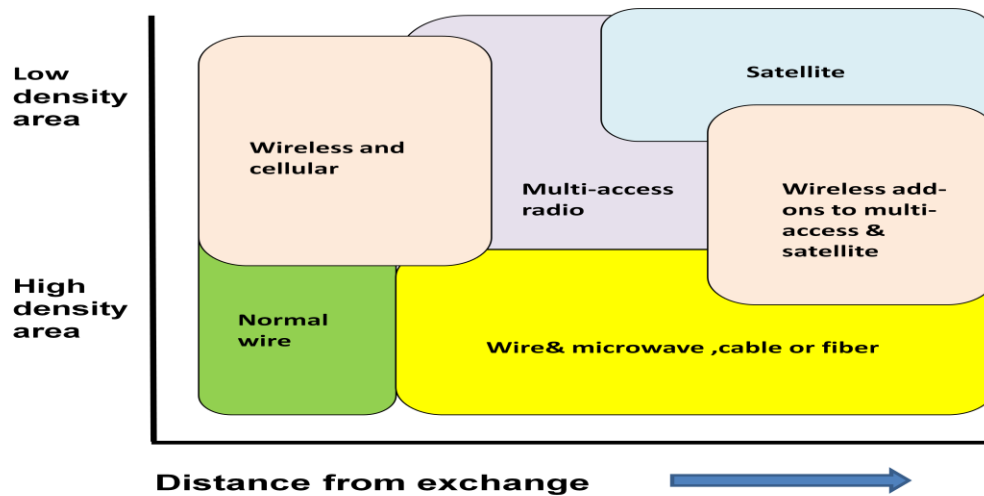 Low
density
area
Satellite
Wireless and
cellular
Multi-access
radio
Wireless add-
ons to multi-
access &
satellite
High
density
area
Normal
wire
Wire& microwave ,cable or fiber
Distance from exchange